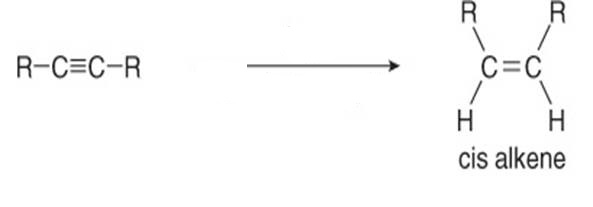 R–C≡C–R
R R
C=C
H H
cis alkene